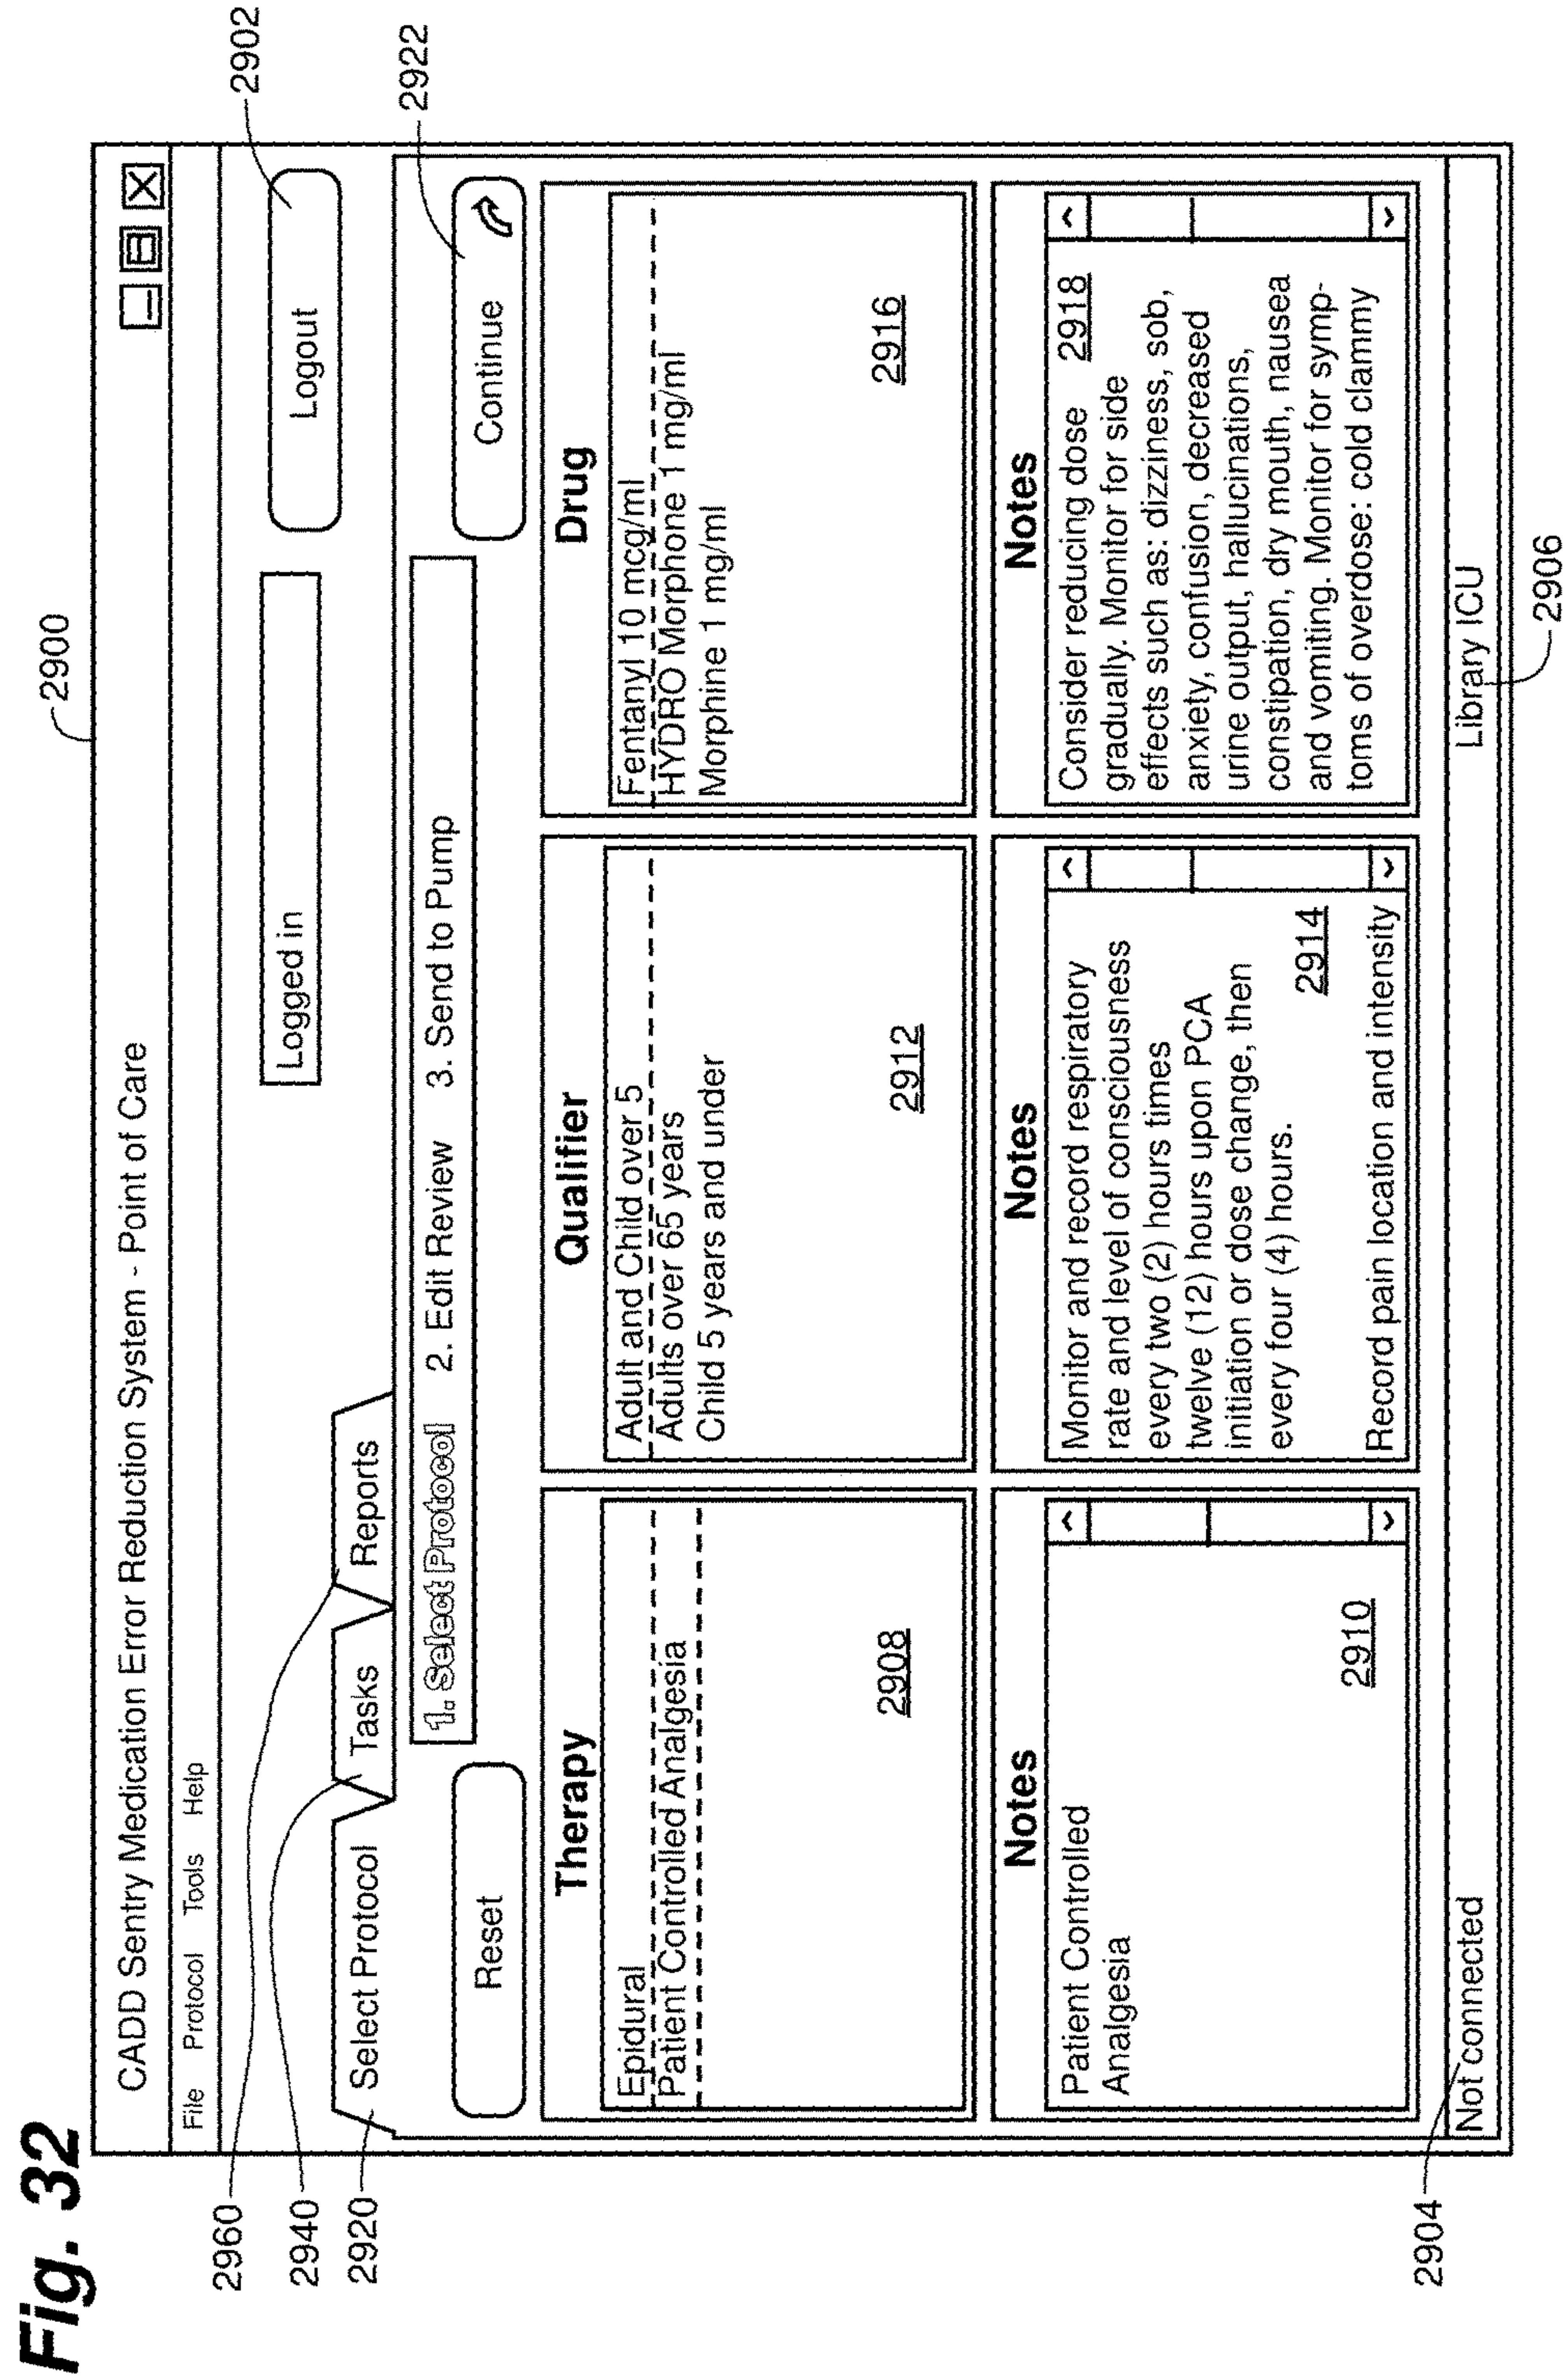 Fig. 32
2900
CADD Sentry Medication Error Reduction System - Point of Care
File Protocol Tools Help
Logged in
Logout
2902
2960
2940
2920
Select Protocol
Tasks
Reports
Reset
1. Select Protocol 2. Edit Review 3. Send to Pump
Continue
2922
Therapy
Epidural
Patient Controlled Analgesia
2908
Qualifier
Adult and Child over 5
Adults over 65 years
Child 5 years and under
2912
Drug
Fentanyl 10 mcg/ml
HYDRO Morphone 1 mg/ml
Morphine 1 mg/ml
2916
Notes
Patient Controlled
Analgesia
2910
Notes
Monitor and record respiratory
rate and level of consciousness
every two (2) hours times
twelve (12) hours upon PCA
initiation or dose change, then
every four (4) hours.
2914
Record pain location and intensity
Notes
Consider reducing dose 2918
gradually. Monitor for side
effects such as: dizziness, sob,
anxiety, confusion, decreased
urine output, hallucinations,
constipation, dry mouth, nausea
and vomiting. Monitor for symp-
toms of overdose: cold clammy
Not connected
Library ICU
2904
2906